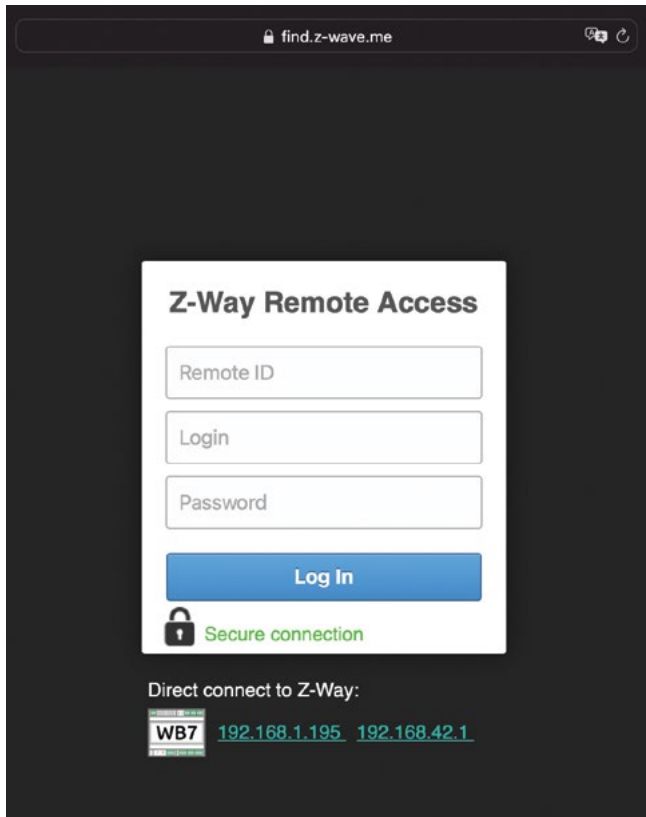 find.z-wave.me
Z-Way Remote Access
Remote ID
Login
Password
Log In
Secure connection
Direct connect to Z-Way:
WB7 192.168.1.195 192.168.42.1